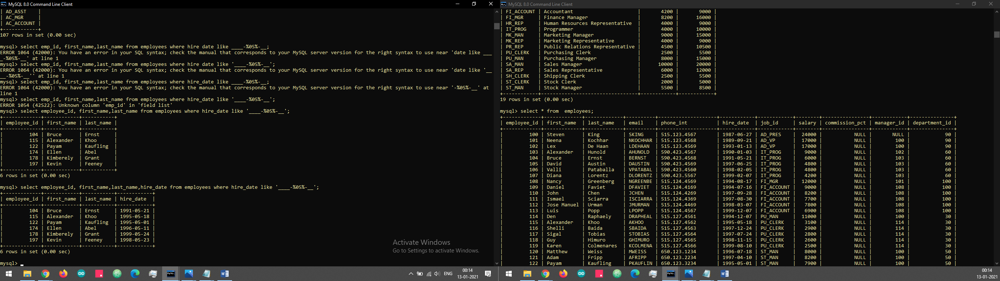 MySQL 8.0 Command Line Client
| AD_ASST    |
| AC_MGR     |
| AC_ACCOUNT |
+------------+
107 rows in set (0.00 sec)
mysql> select emp_id, first_name,last_name from employees where hire date like ____-%05%-__;
ERROR 1064 (42000): You have an error in your SQL syntax; check the manual that corresponds to your MySQL server version for the right syntax to use near 'date like ___
_-%05%-__' at line 1
mysql> select emp_id, first_name,last_name from employees where hire date like '____-%05%-__';
ERROR 1064 (42000): You have an error in your SQL syntax; check the manual that corresponds to your MySQL server version for the right syntax to use near 'date like '__
__-%05%-__'' at line 1
mysql> select emp_id, first_name,last_name from employees where hire_date like ____-%05%-__;
ERROR 1064 (42000): You have an error in your SQL syntax; check the manual that corresponds to your MySQL server version for the right syntax to use near '-%05%-__' at
line 1
mysql> select emp_id, first_name,last_name from employees where hire_date like '____-%05%-__';
ERROR 1054 (42S22): Unknown column 'emp_id' in 'field list'
mysql> select employee_id, first_name,last_name from employees where hire_date like '____-%05%-__';
+-------------+------------+-----------+
| employee_id | first_name | last_name |
+-------------+------------+-----------+
|         104 | Bruce      | Ernst     |
|         115 | Alexander  | Khoo      |
|         122 | Payam      | Kaufling  |
|         174 | Ellen      | Abel      |
|         178 | Kimberely  | Grant     |
|         197 | Kevin      | Feeney    |
+-------------+------------+-----------+
6 rows in set (0.00 sec)
mysql> select employee_id, first_name,last_name,hire_date from employees where hire_date like '____-%05%-__';
+-------------+------------+-----------+------------+
| employee_id | first_name | last_name | hire_date  |
+-------------+------------+-----------+------------+
|         104 | Bruce      | Ernst     | 1991-05-21 |
|         115 | Alexander  | Khoo      | 1995-05-18 |
|         122 | Payam      | Kaufling  | 1995-05-01 |
|         174 | Ellen      | Abel      | 1996-05-11 |
|         178 | Kimberely  | Grant     | 1999-05-24 |
|         197 | Kevin      | Feeney    | 1998-05-23 |
+-------------+------------+-----------+------------+
6 rows in set (0.00 sec)
mysql> _
Activate Windows
Go to Settings to activate Windows.
ENG
00:14
13-01-2021
MySQL 8.0 Command Line Client
| FI_ACCOUNT | Accountant                      |       4200 |       9000 |
| FI_MGR     | Finance Manager                 |       8200 |      16000 |
| HR_REP     | Human Resources Representative  |       4000 |       9000 |
| IT_PROG    | Programmer                      |       4000 |      10000 |
| MK_MAN     | Marketing Manager               |       9000 |      15000 |
| MK_REP     | Marketing Representative        |       4000 |       9000 |
| PR_REP     | Public Relations Representative |       4500 |      10500 |
| PU_CLERK   | Purchasing Clerk                |       2500 |       5500 |
| PU_MAN     | Purchasing Manager              |       8000 |      15000 |
| SA_MAN     | Sales Manager                   |      10000 |      20000 |
| SA_REP     | Sales Representative            |       6000 |      12000 |
| SH_CLERK   | Shipping Clerk                  |       2500 |       5500 |
| ST_CLERK   | Stock Clerk                     |       2000 |       5000 |
| ST_MAN     | Stock Manager                   |       5500 |       8500 |
+------------+---------------------------------+------------+------------+
19 rows in set (0.00 sec)
mysql> select * from  employees;
+-------------+-------------+-------------+----------+--------------------+------------+------------+--------+----------------+------------+---------------+
| employee_id | first_name  | last_name   | email    | phone_int          | hire_date  | job_id     | salary | commission_pct | manager_id | department_id |
+-------------+-------------+-------------+----------+--------------------+------------+------------+--------+----------------+------------+---------------+
| 100 | Steven | King | SKING | 515.123.4567 | 1987-06-27 | AD_PRES | 24000 | NULL | NULL | 90 |
| 101 | Neena | Kochhar | NKOCHHAR | 515.123.4568 | 1989-09-21 | AD_VP | 17000 | NULL | 100 | 90 |
| 102 | Lex | De Haan | LDEHAAN | 515.123.4569 | 1993-01-13 | AD_VP | 17000 | NULL | 100 | 90 |
| 103 | Alexander | Hunold | AHUNOLD | 590.423.4567 | 1990-01-03 | IT_PROG | 9000 | NULL | 102 | 60 |
| 104 | Bruce | Ernst | BERNST | 590.423.4568 | 1991-05-21 | IT_PROG | 6000 | NULL | 103 | 60 |
| 105 | David | Austin | DAUSTIN | 590.423.4569 | 1997-06-25 | IT_PROG | 4800 | NULL | 103 | 60 |
| 106 | Valli | Pataballa | VPATABAL | 590.423.4560 | 1998-02-05 | IT_PROG | 4800 | NULL | 103 | 60 |
| 107 | Diana | Lorentz | DLORENTZ | 590.423.5567 | 1999-02-07 | IT_PROG | 4200 | NULL | 103 | 60 |
| 108 | Nancy | Greenberg | NGREENBE | 515.124.4569 | 1994-08-17 | FI_MGR | 12000 | NULL | 101 | 100 |
| 109 | Daniel | Faviet | DFAVIET | 515.124.4169 | 1994-07-16 | FI_ACCOUNT | 9000 | NULL | 108 | 100 |
| 110 | John | Chen | JCHEN | 515.124.4269 | 1997-09-28 | FI_ACCOUNT | 8200 | NULL | 108 | 100 |
| 111 | Ismael | Sciarra | ISCIARRA | 515.124.4369 | 1997-08-30 | FI_ACCOUNT | 7700 | NULL | 108 | 100 |
| 112 | Jose Manuel | Urman | JMURMAN | 515.124.4469 | 1998-03-07 | FI_ACCOUNT | 7800 | NULL | 108 | 100 |
| 113 | Luis | Popp | LPOPP | 515.124.4567 | 1999-12-07 | FI_ACCOUNT | 6900 | NULL | 108 | 100 |
| 114 | Den | Raphaely | DRAPHEAL | 515.127.4561 | 1994-12-07 | PU_MAN | 11000 | NULL | 100 | 30 |
| 115 | Alexander | Khoo | AKHOO | 515.127.4562 | 1995-05-18 | PU_CLERK | 3100 | NULL | 114 | 30 |
| 116 | Shelli | Baida | SBAIDA | 515.127.4563 | 1997-12-24 | PU_CLERK | 2900 | NULL | 114 | 30 |
| 117 | Sigal | Tobias | STOBIAS | 515.127.4564 | 1997-07-24 | PU_CLERK | 2800 | NULL | 114 | 30 |
| 118 | Guy | Himuro | GHIMURO | 515.127.4565 | 1998-11-15 | PU_CLERK | 2600 | NULL | 114 | 30 |
| 119 | Karen | Colmenares | KCOLMENA | 515.127.4566 | 1999-08-10 | PU_CLERK | 2500 | NULL | 114 | 30 |
| 120 | Matthew | Weiss | MWEISS | 650.123.1234 | 1996-07-18 | ST_MAN | 8000 | NULL | 100 | 50 |
| 121 | Adam | Fripp | AFRIPP | 650.123.2234 | 1997-04-10 | ST_MAN | 8200 | NULL | 100 | 50 |
| 122 | Payam | Kaufling | PKAUFLIN | 650.123.3234 | 1995-05-01 | ST_MAN | 7900 | NULL | 100 | 50 |
00:14
13-01-2021